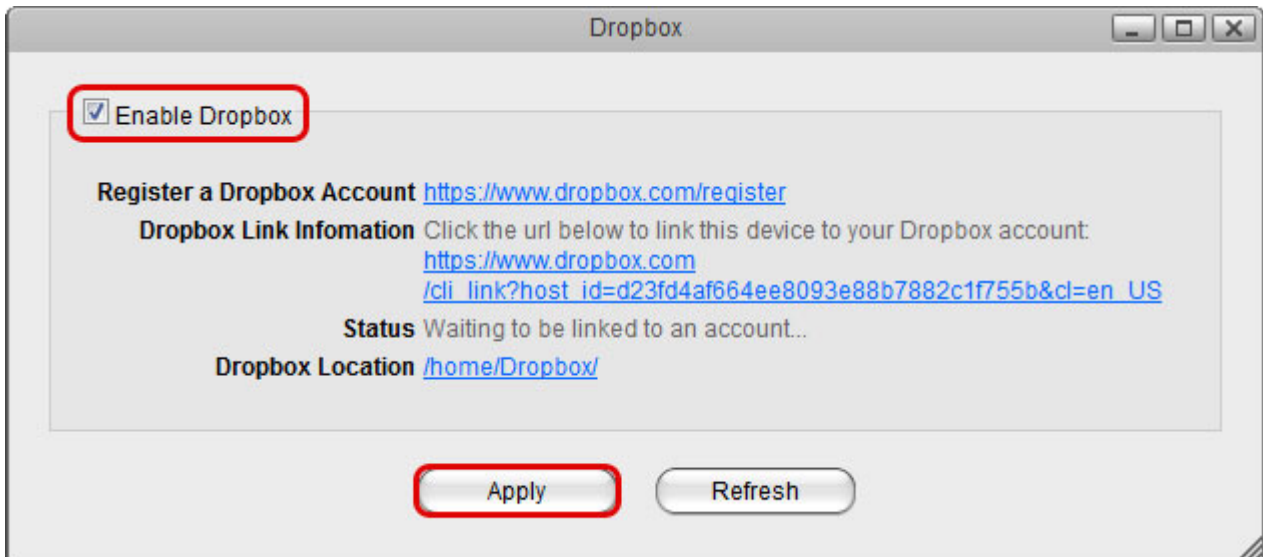 Dropbox
Enable Dropbox
Register a Dropbox Account https://www.dropbox.com/register
Dropbox Link Infomation Click the url below to link this device to your Dropbox account:
https://www.dropbox.com
/cli_link?host_id=d23fd4af664ee8093e88b7882c1f755b&cl=en_US
Status Waiting to be linked to an account...
Dropbox Location /home/Dropbox/
Apply Refresh